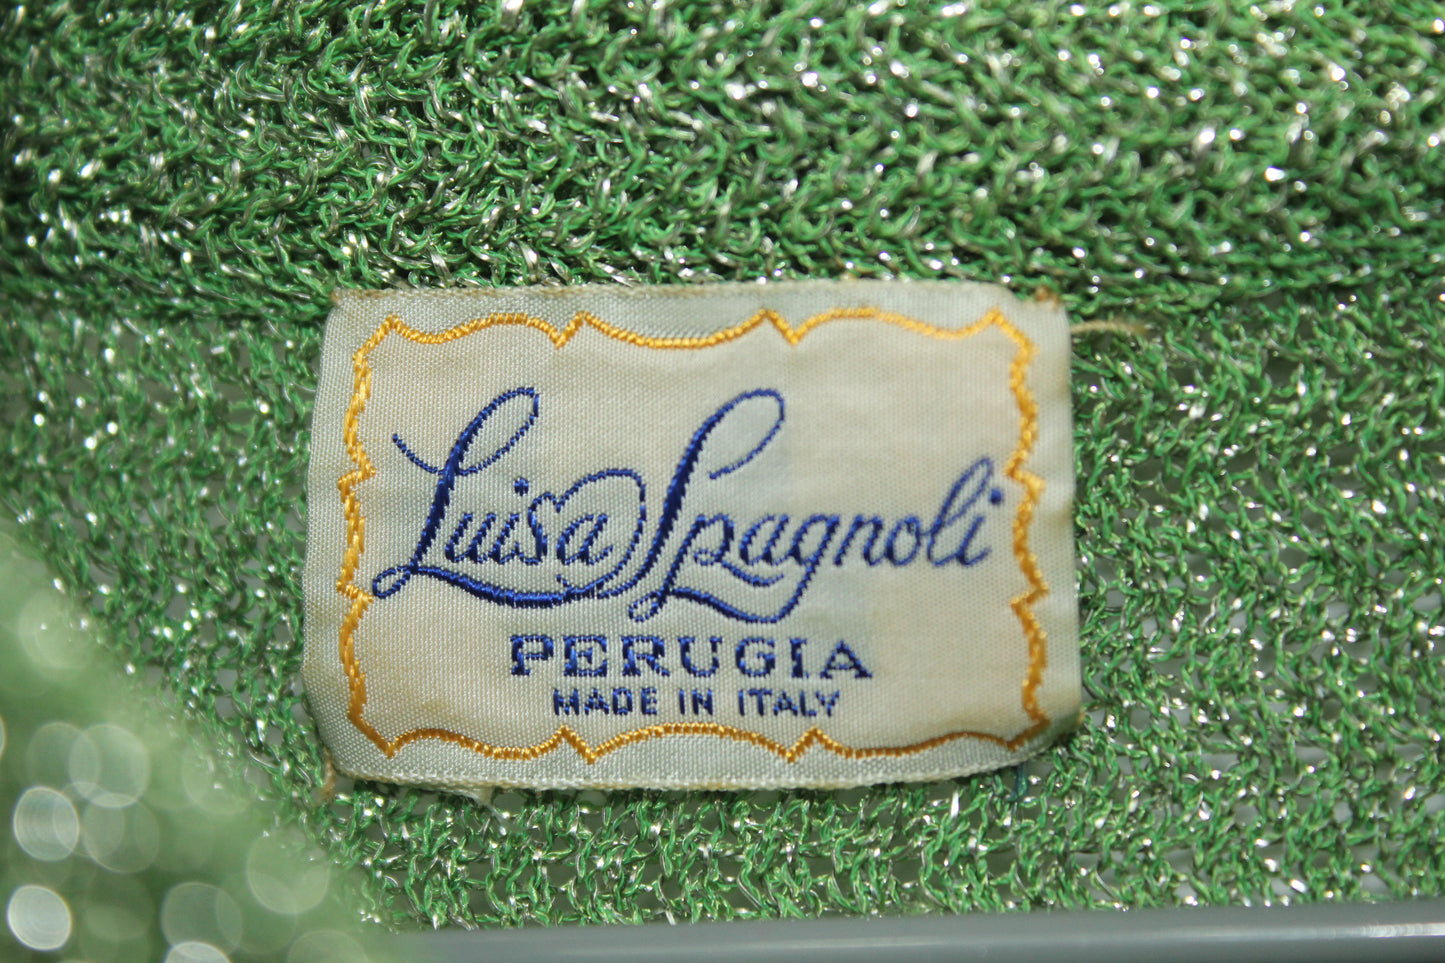 Luisa Spagnoli
PERUGIA
MADE IN ITALY